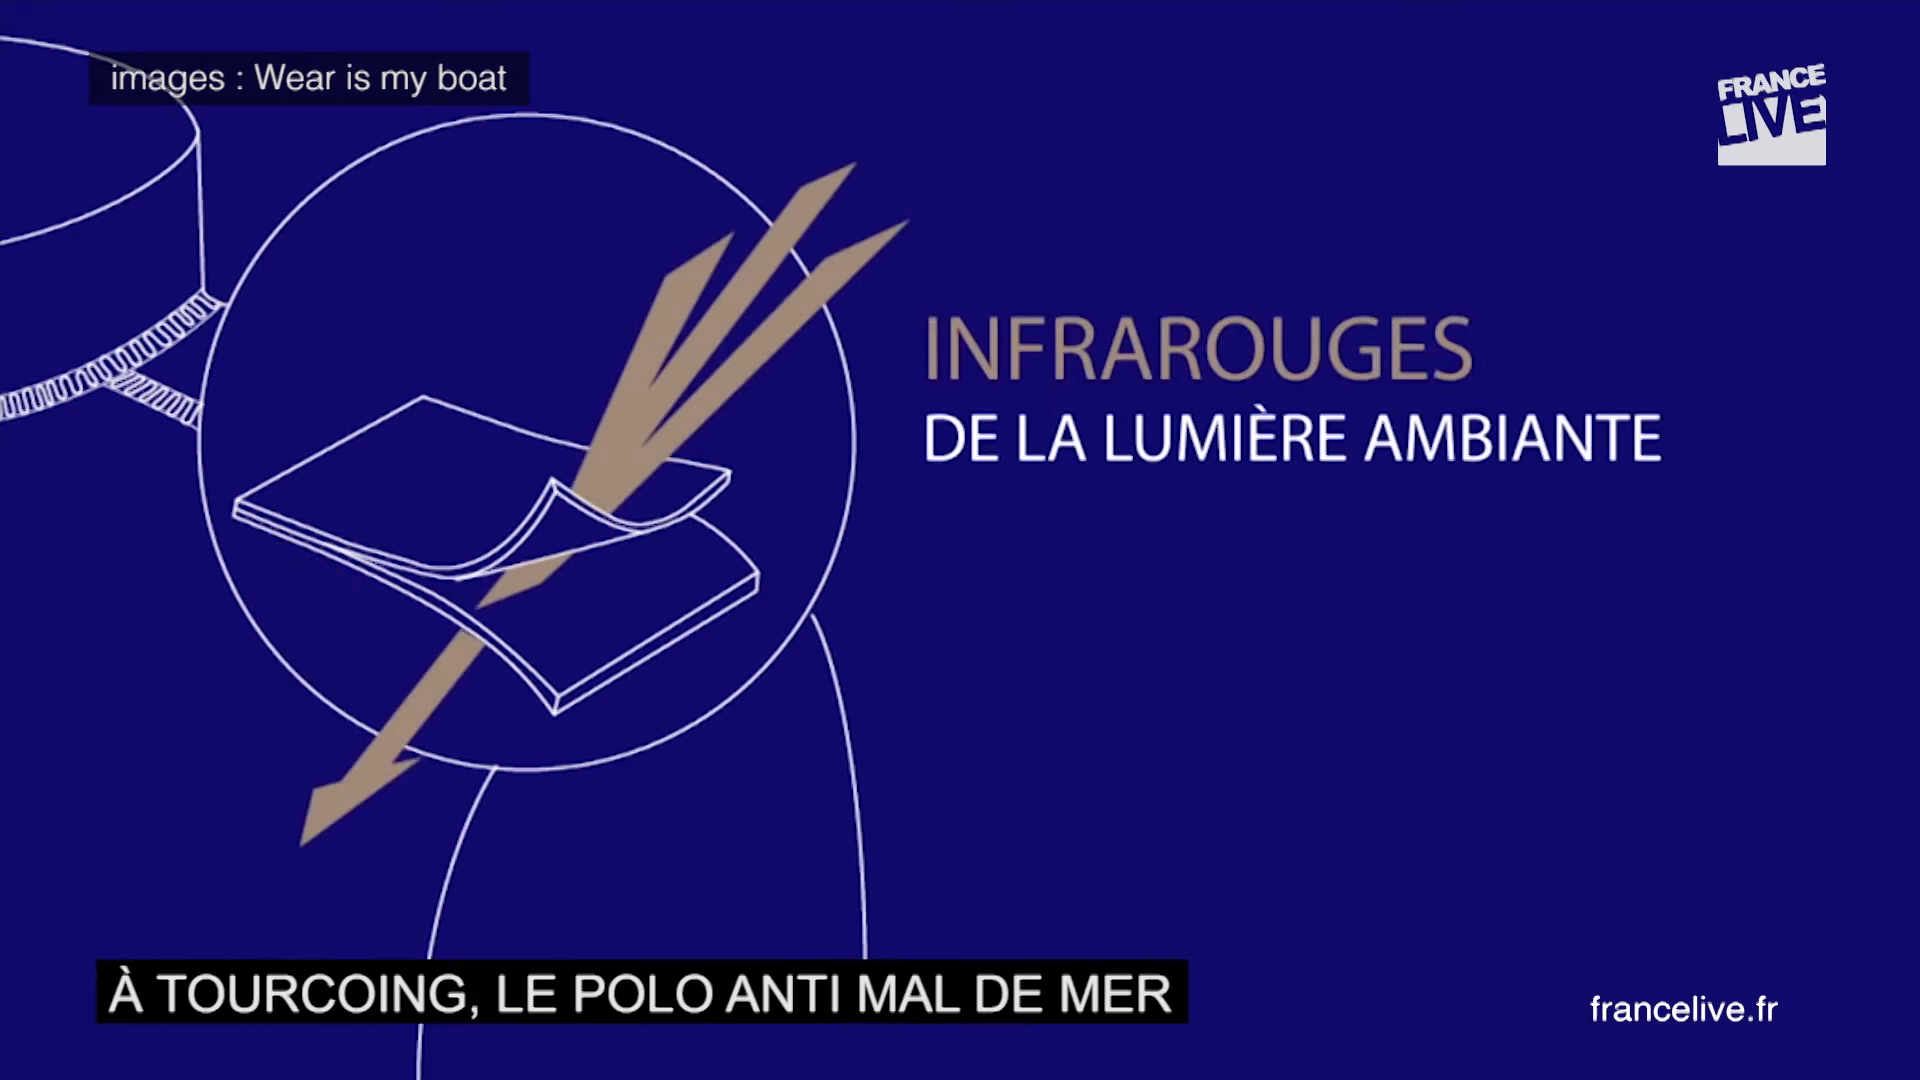 images : Wear is my boat
FRANCE
LIVE
INFRAROUGES
DE LA LUMIÈRE AMBIANTE
À TOURCOING, LE POLO ANTI MAL DE MER
francelive.fr